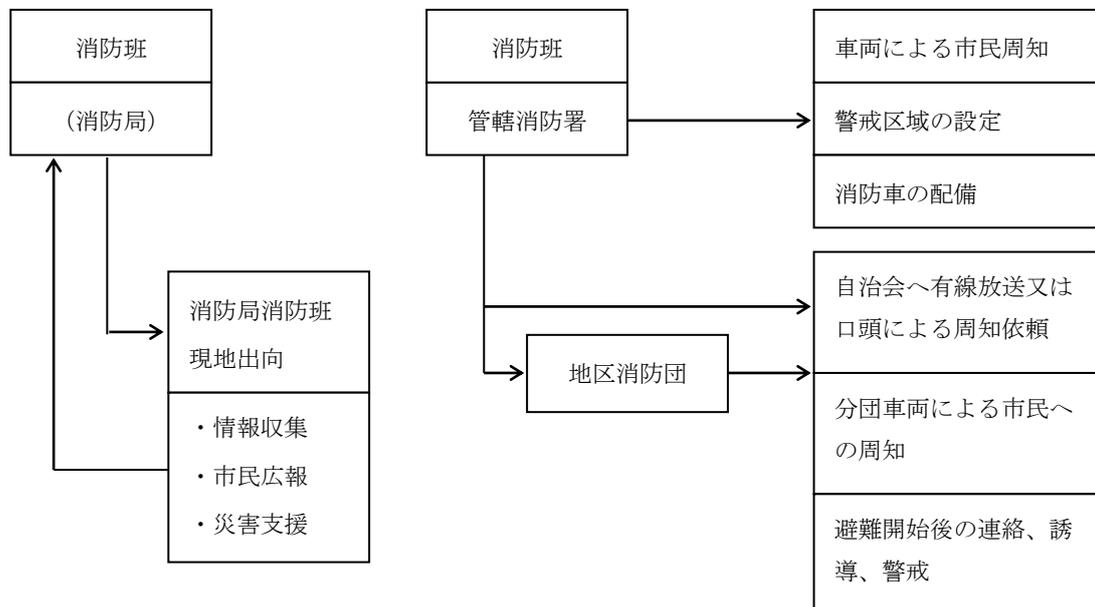 消防班
（消防局）
消防局消防班
現地出向
・情報収集
・市民広報
・災害支援
消防班
管轄消防署
地区消防団
車両による市民周知
警戒区域の設定
消防車の配備
自治会へ有線放送又は
口頭による周知依頼
分団車両による市民へ
の周知
避難開始後の連絡、誘
導、警戒